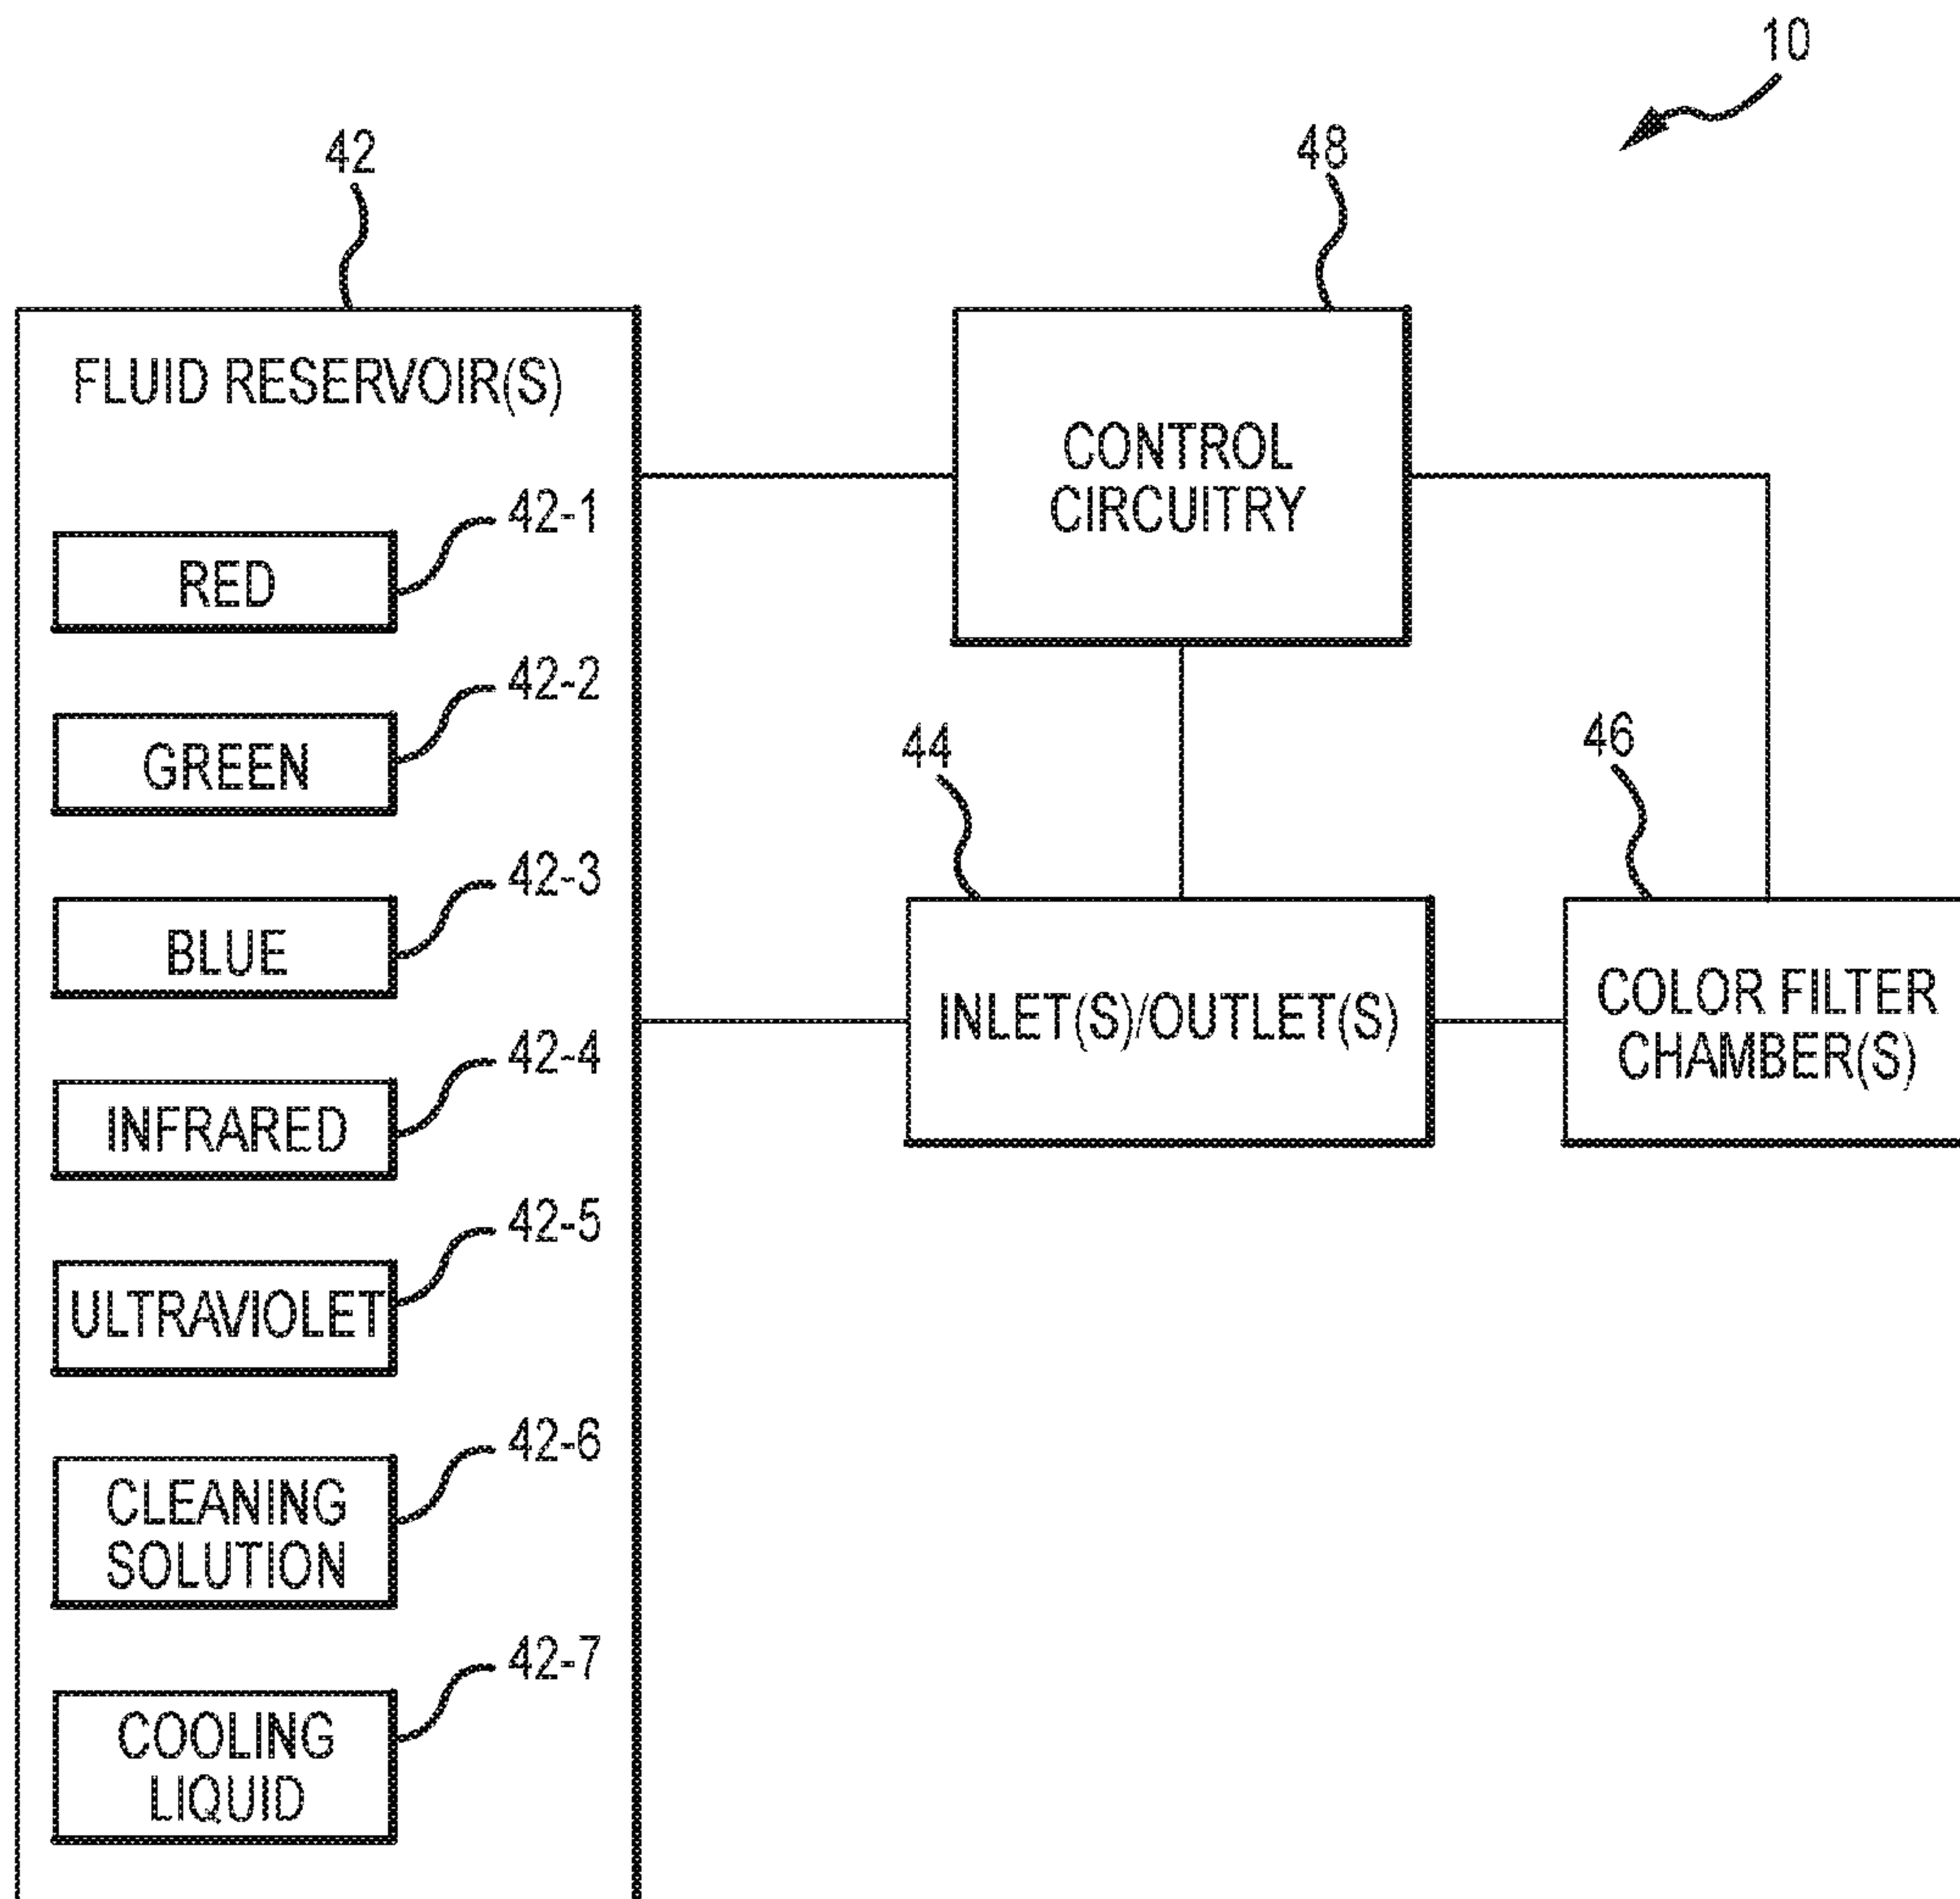 10
42
48
FLUID RESERVOIR(S)
CONTROL
CIRCUITRY
42-1
RED
42-2
GREEN
44
46
42-3
BLUE
INLET(S)/OUTLET(S)
COLOR FILTER
CHAMBER(S)
42-4
INFRARED
42-5
ULTRAVIOLET
42-6
CLEANING
SOLUTION
42-7
COOLING
LIQUID